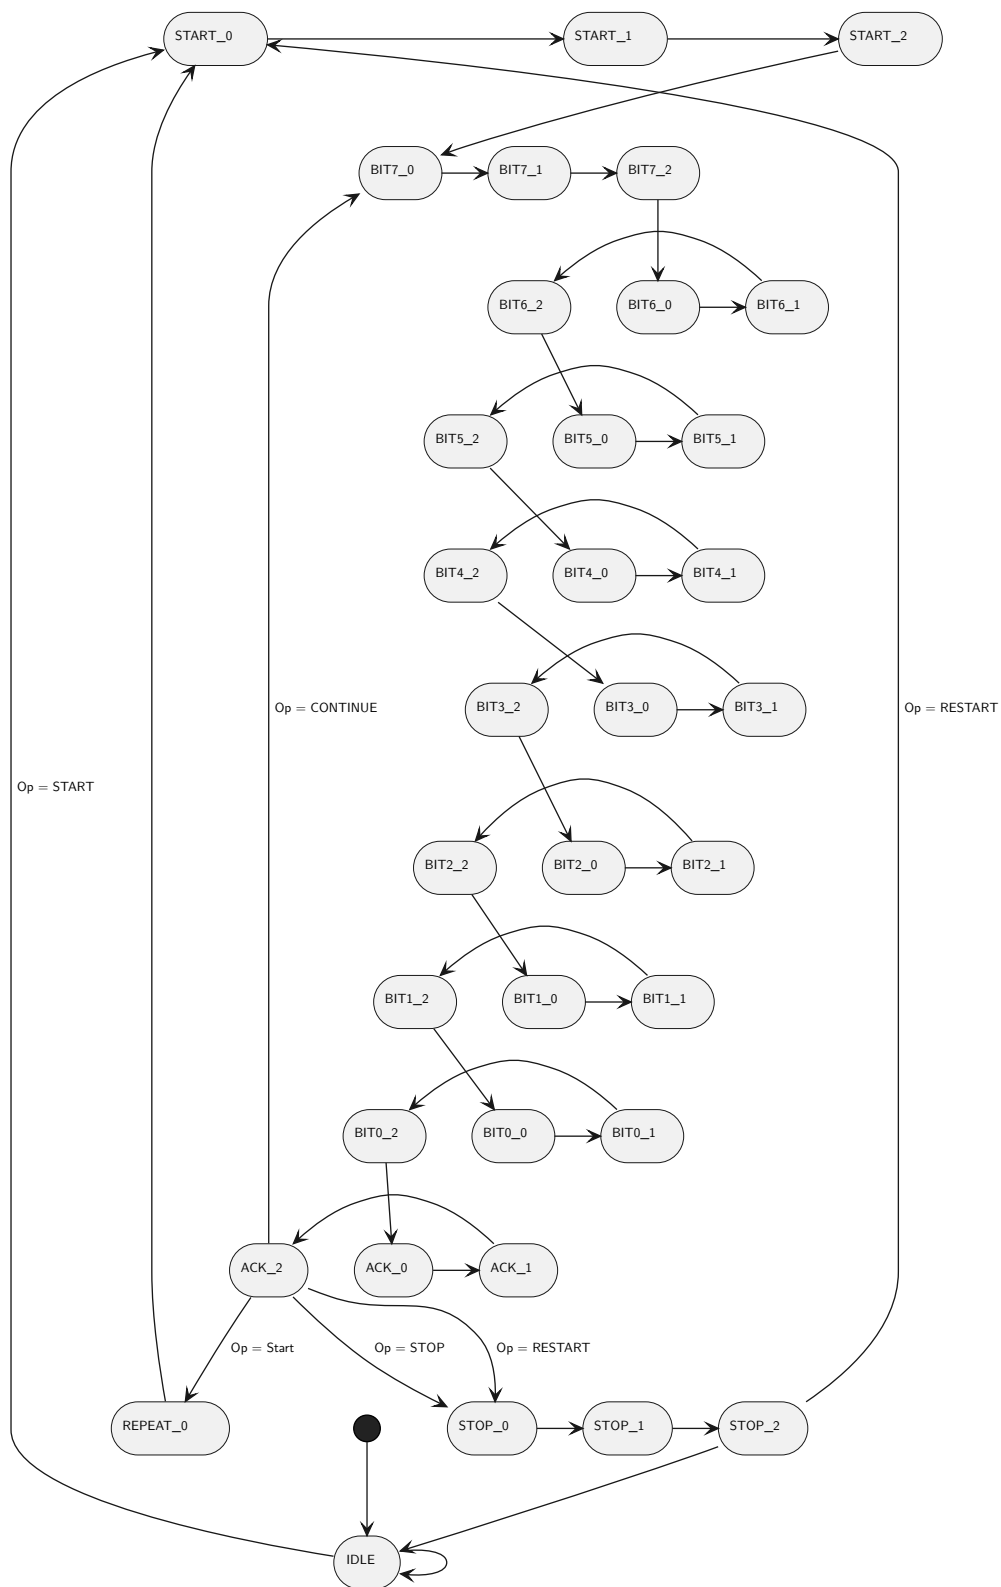 START_0
START_1
START_2
BIT7_0
BIT7_1
BIT7_2
BIT6_2
BIT6_0
BIT6_1
BIT5_2
BIT5_0
BIT5_1
BIT4_2
BIT4_0
BIT4_1
BIT3_2
BIT3_0
BIT3_1
Op = CONTINUE
Op = RESTART
Op = START
BIT2_2
BIT2_0
BIT2_1
BIT1_2
BIT1_0
BIT1_1
BIT0_2
BIT0_0
BIT0_1
ACK_2
ACK_0
ACK_1
Op = Start
Op = STOP
Op = RESTART
REPEAT_0
STOP_0
STOP_1
STOP_2
IDLE